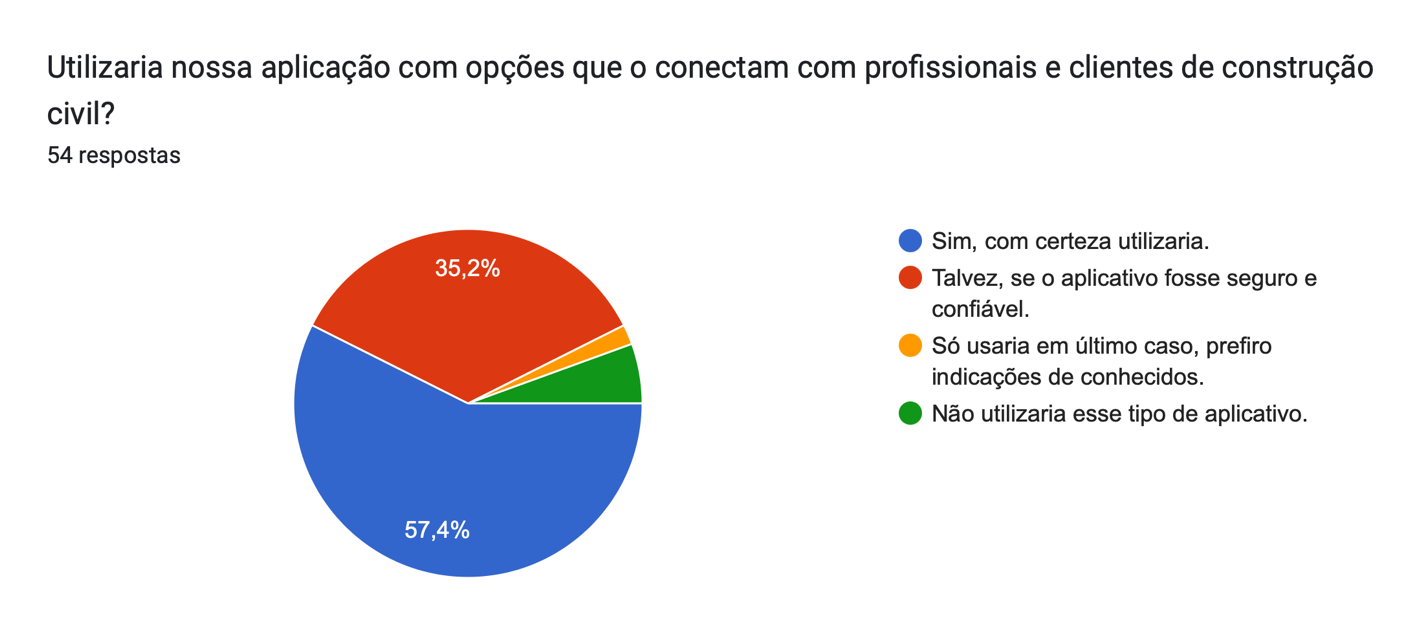 Utilizaria nossa aplicação com opções que o conectam com profissionais e clientes de construção
civil?
54 respostas
35,2%
57,4%
Sim, com certeza utilizaria.
Talvez, se o aplicativo fosse seguro e
confiável.
Só usaria em último caso, prefiro
indicações de conhecidos.
Não utilizaria esse tipo de aplicativo.